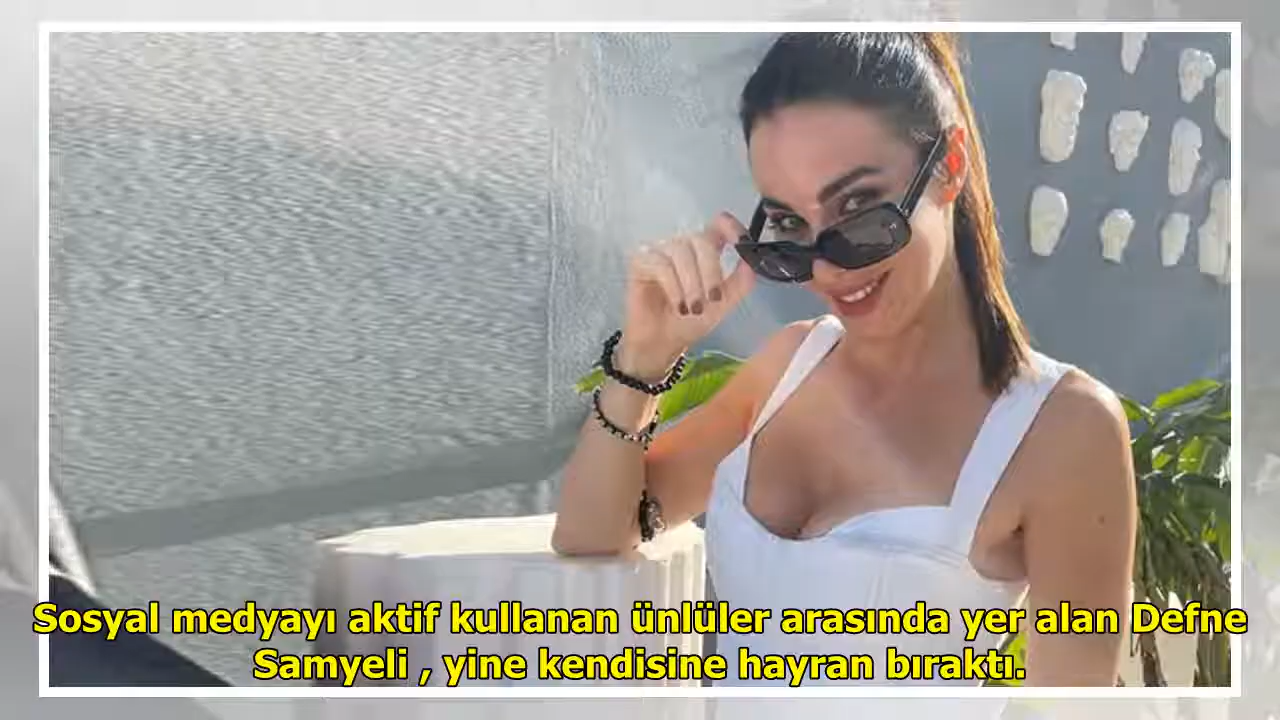 Sosyal medyayı aktif kullanan ünlüler arasında yer alan Defne
Samyeli , yine kendisine hayran bıraktı.